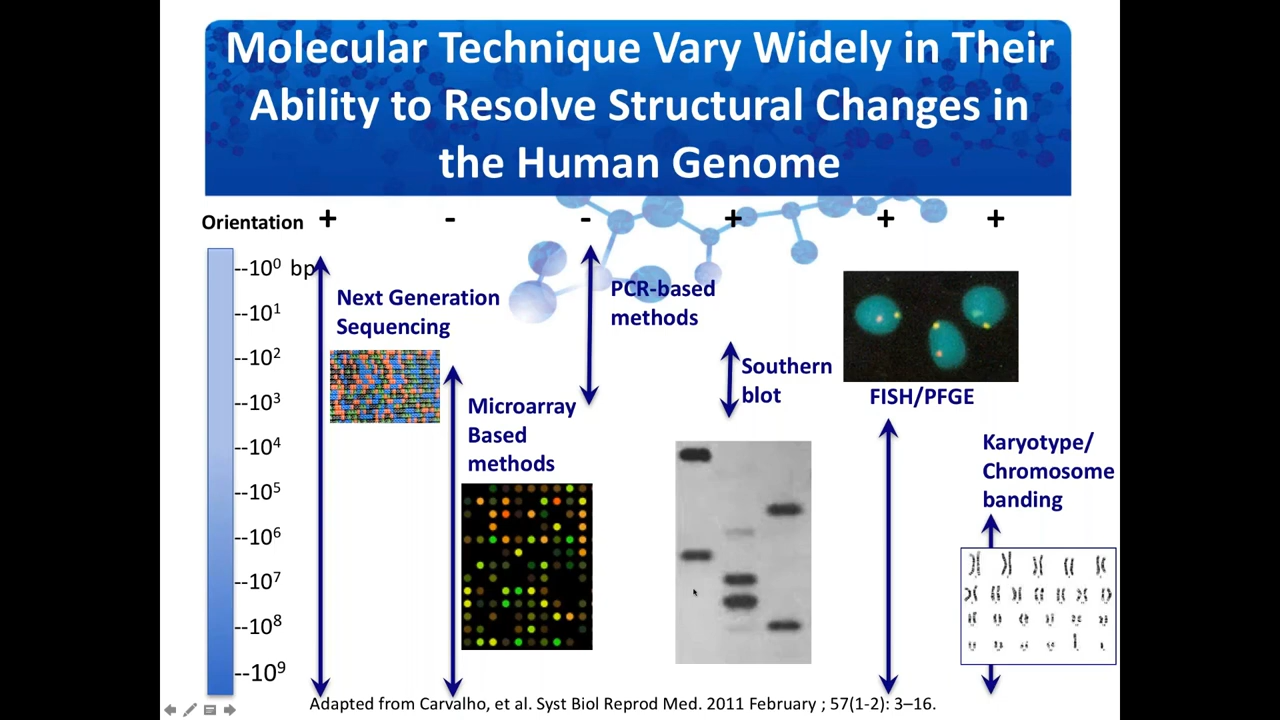 Molecular Technique Vary Widely in Their
Ability to Resolve Structural Changes in
the Human Genome
Orientation + - - + + +
--10⁰ bp
--10¹
--10²
--10³
--10⁴
--10⁵
--10⁶
--10⁷
--10⁸
--10⁹
Next Generation
Sequencing
Microarray
Based
methods
PCR-based
methods
Southern
blot
FISH/PFGE
Karyotype/
Chromosome
banding
Adapted from Carvalho, et al. Syst Biol Reprod Med. 2011 February ; 57(1-2): 3–16.